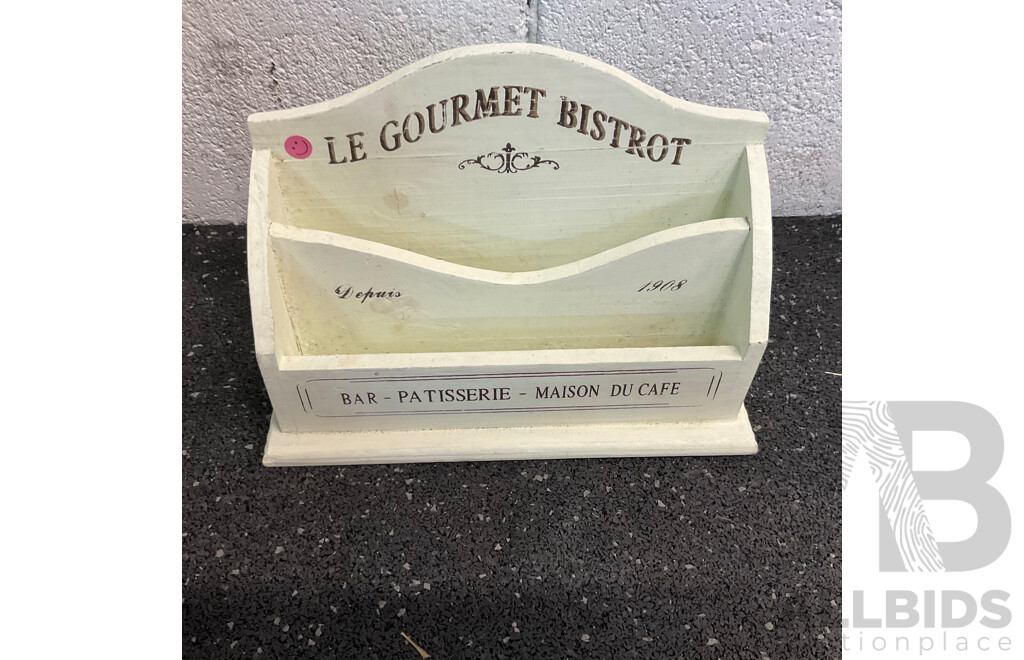 LE GOURMET BISTROT
Depuis 1908
BAR - PATISSERIE - MAISON DU CAFE
B
LLBIDS
tionplace